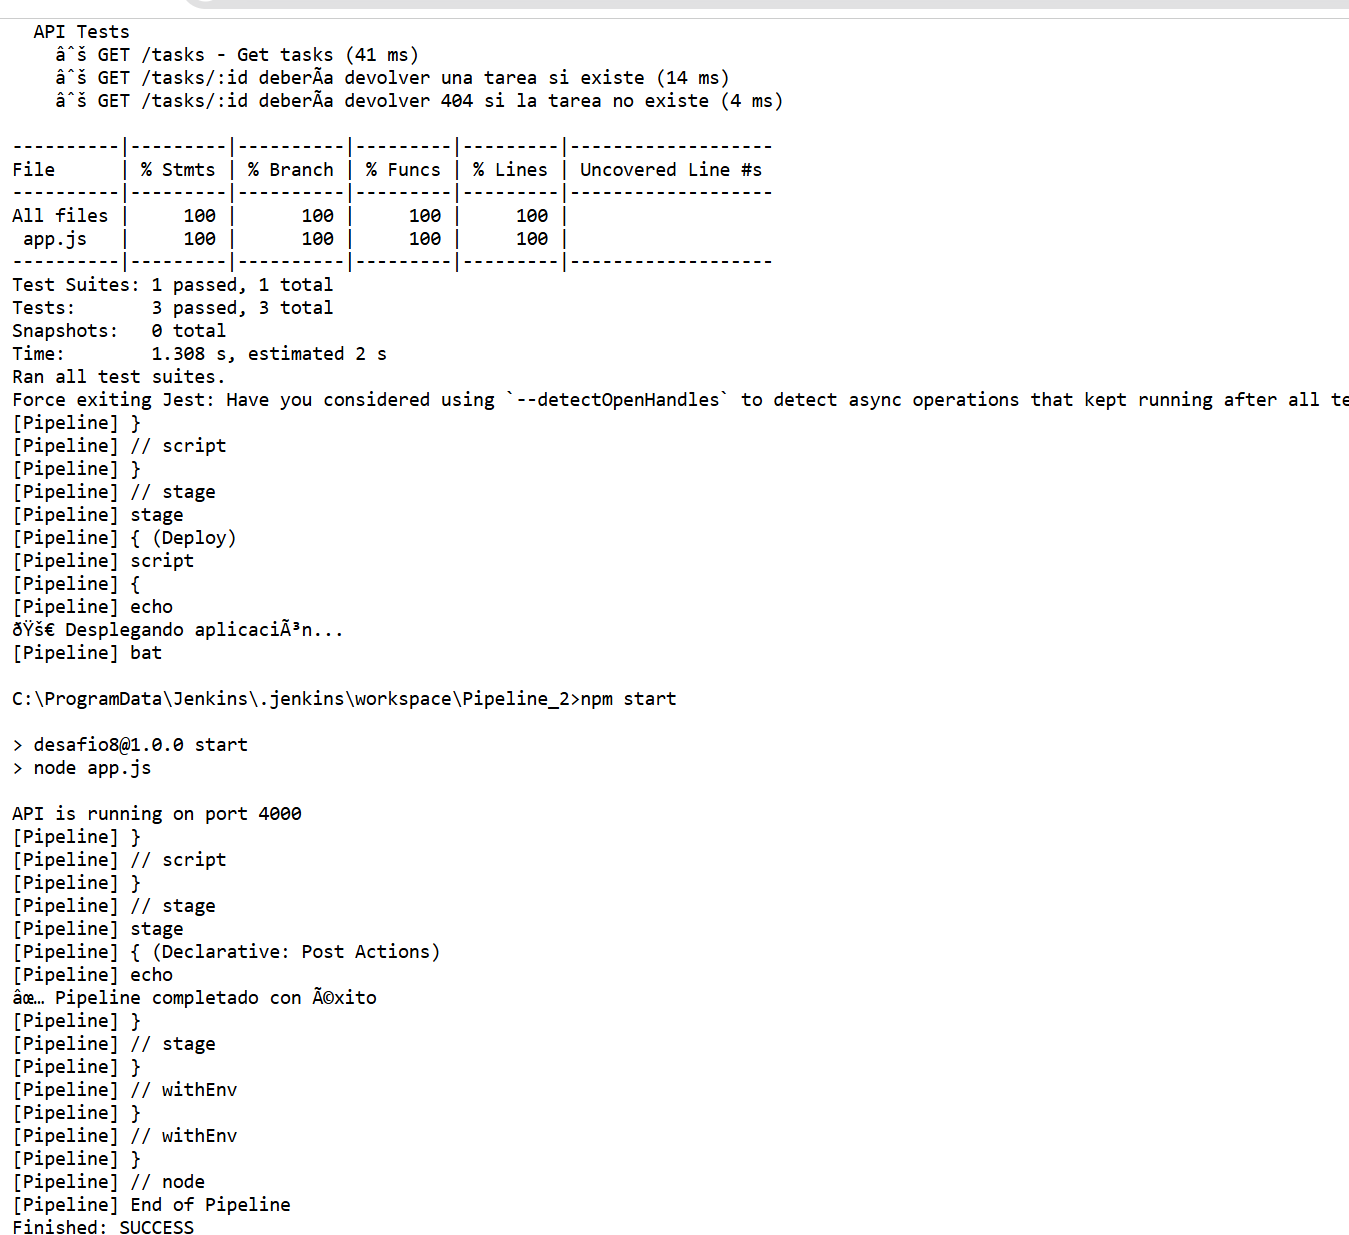 API Tests
âˆš GET /tasks - Get tasks (41 ms)
âˆš GET /tasks/:id deberÃ­a devolver una tarea si existe (14 ms)
âˆš GET /tasks/:id deberÃ­a devolver 404 si la tarea no existe (4 ms)
----------|---------|----------|---------|---------|-------------------
File      | % Stmts | % Branch | % Funcs | % Lines | Uncovered Line #s
----------|---------|----------|---------|---------|-------------------
All files |     100 |      100 |     100 |     100 |
 app.js   |     100 |      100 |     100 |     100 |
----------|---------|----------|---------|---------|-------------------
Test Suites: 1 passed, 1 total
Tests:       3 passed, 3 total
Snapshots:   0 total
Time:        1.308 s, estimated 2 s
Ran all test suites.
Force exiting Jest: Have you considered using `--detectOpenHandles` to detect async operations that kept running after all te
[Pipeline] }
[Pipeline] // script
[Pipeline] }
[Pipeline] // stage
[Pipeline] stage
[Pipeline] { (Deploy)
[Pipeline] script
[Pipeline] {
[Pipeline] echo
ðŸš€ Desplegando aplicaciÃ³n...
[Pipeline] bat
C:\ProgramData\Jenkins\.jenkins\workspace\Pipeline_2>npm start
> desafio8@1.0.0 start
> node app.js
API is running on port 4000
[Pipeline] }
[Pipeline] // script
[Pipeline] }
[Pipeline] // stage
[Pipeline] stage
[Pipeline] { (Declarative: Post Actions)
[Pipeline] echo
âœ… Pipeline completado con Ã©xito
[Pipeline] }
[Pipeline] // stage
[Pipeline] }
[Pipeline] // withEnv
[Pipeline] }
[Pipeline] // withEnv
[Pipeline] }
[Pipeline] // node
[Pipeline] End of Pipeline
Finished: SUCCESS